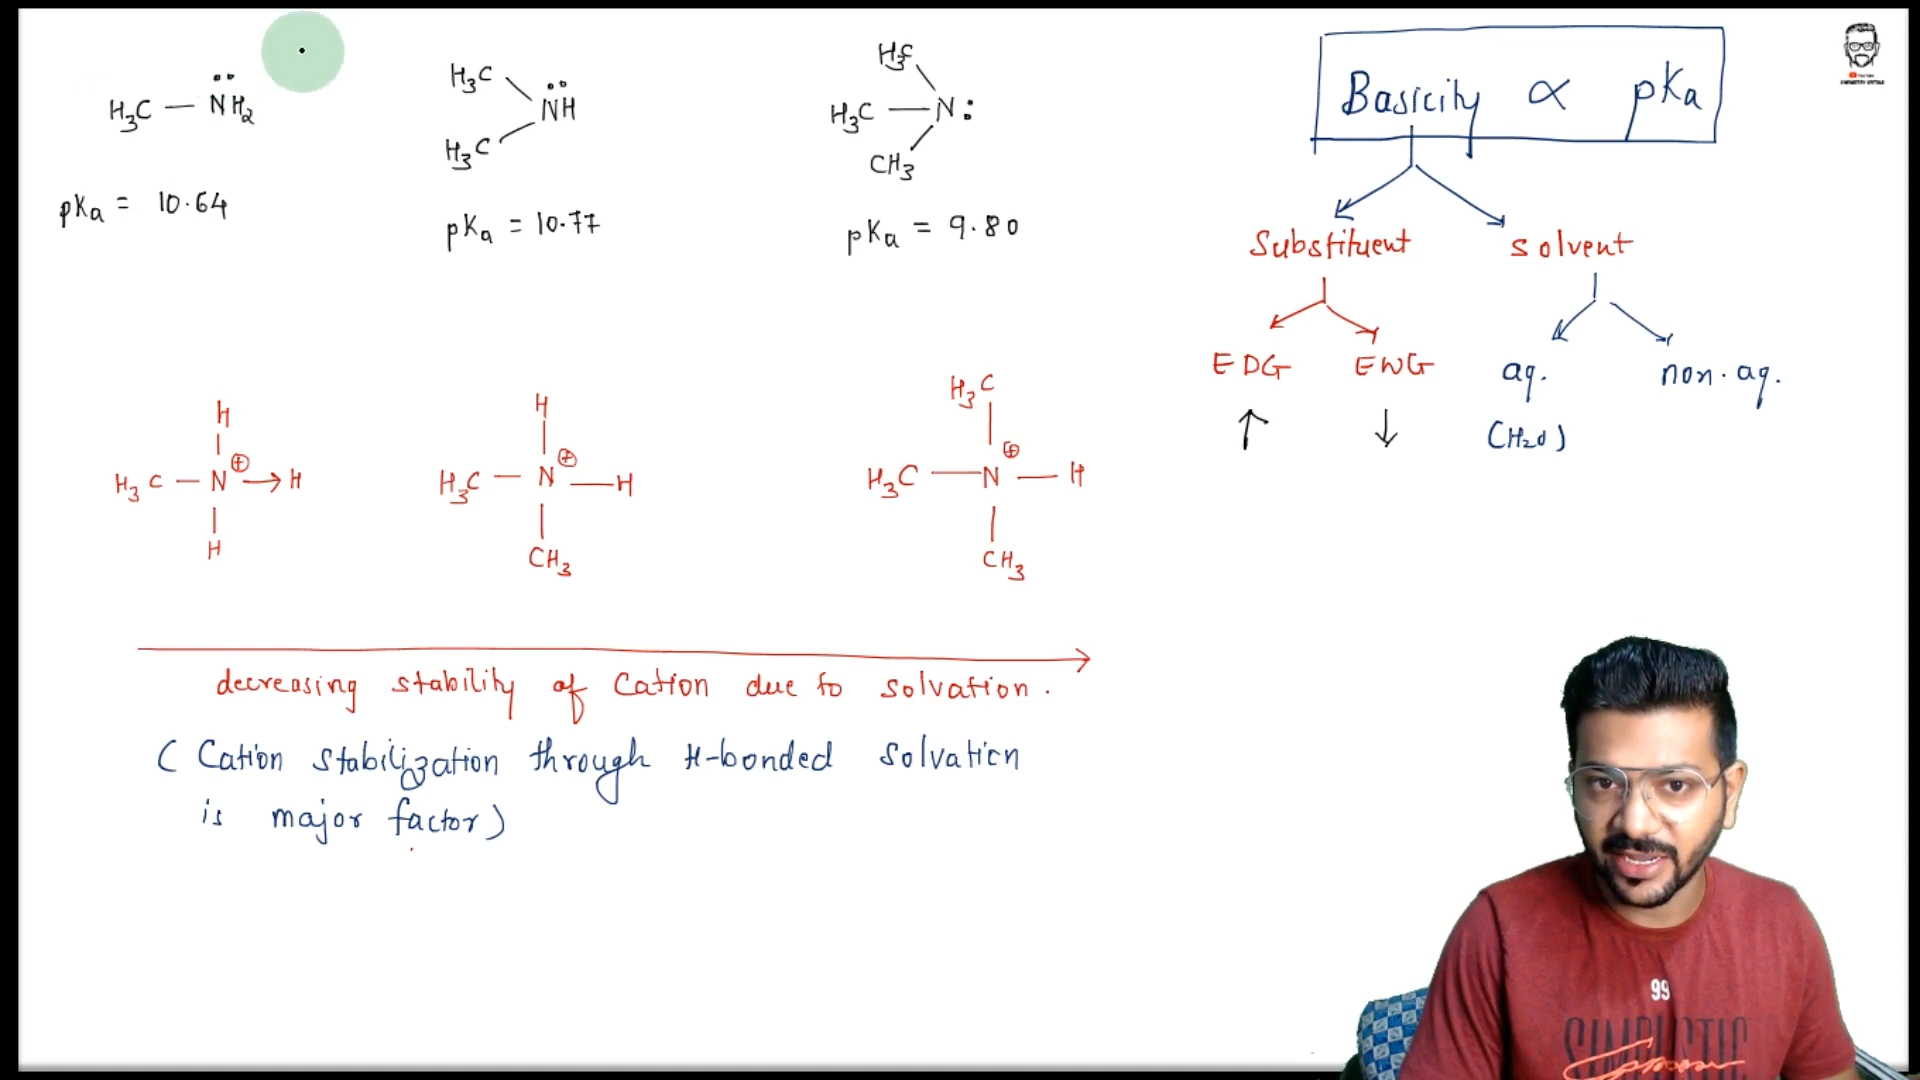 H3C — NH2
pKa = 10.64
H3C
NH
H3C
pKa = 10.77
H3C
H3C — N:
CH3
pKa = 9.80
Basicity ∝ pKa
Substituent
solvent
EDG
EWG
aq.
non.aq.
↑
↓
(H2O)
H
H3C — N⊕ → H
H
H
H3C — N⊕ — H
CH3
H3C
H3C — N⊕ — H
CH3
decreasing stability of Cation due to solvation.
( Cation stabilization through H-bonded solvation
is major factor)
99